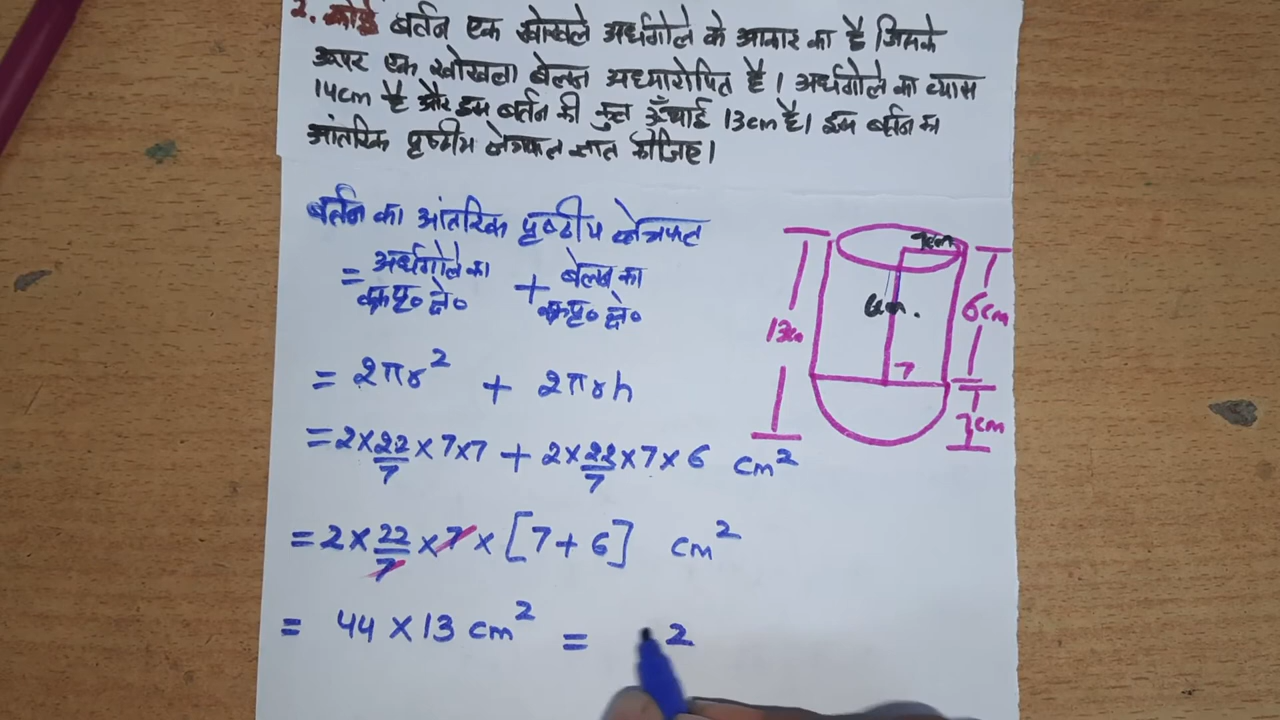 2. कोई बर्तन एक खोखले अर्धगोले के आकार का है जिसके
ऊपर एक खोखला बेलन अध्यारोपित है। अर्धगोले का व्यास
14cm है और इस बर्तन की कुल ऊँचाई 13cm है। इस बर्तन का
आंतरिक पृष्ठीय क्षेत्रफल ज्ञात कीजिए।
बर्तन का आंतरिक पृष्ठीय क्षेत्रफल
= अर्धगोले का वक्र पृ० क्षे० + बेलन का वक्र पृ० क्षे०
= 2πr² + 2πrh
= 2×22/7×7×7 + 2×22/7×7×6 cm²
= 2×22/7×7×[7+6] cm²
= 44×13 cm² = 2
7cm
6cm
13cm
6cm
7
7cm